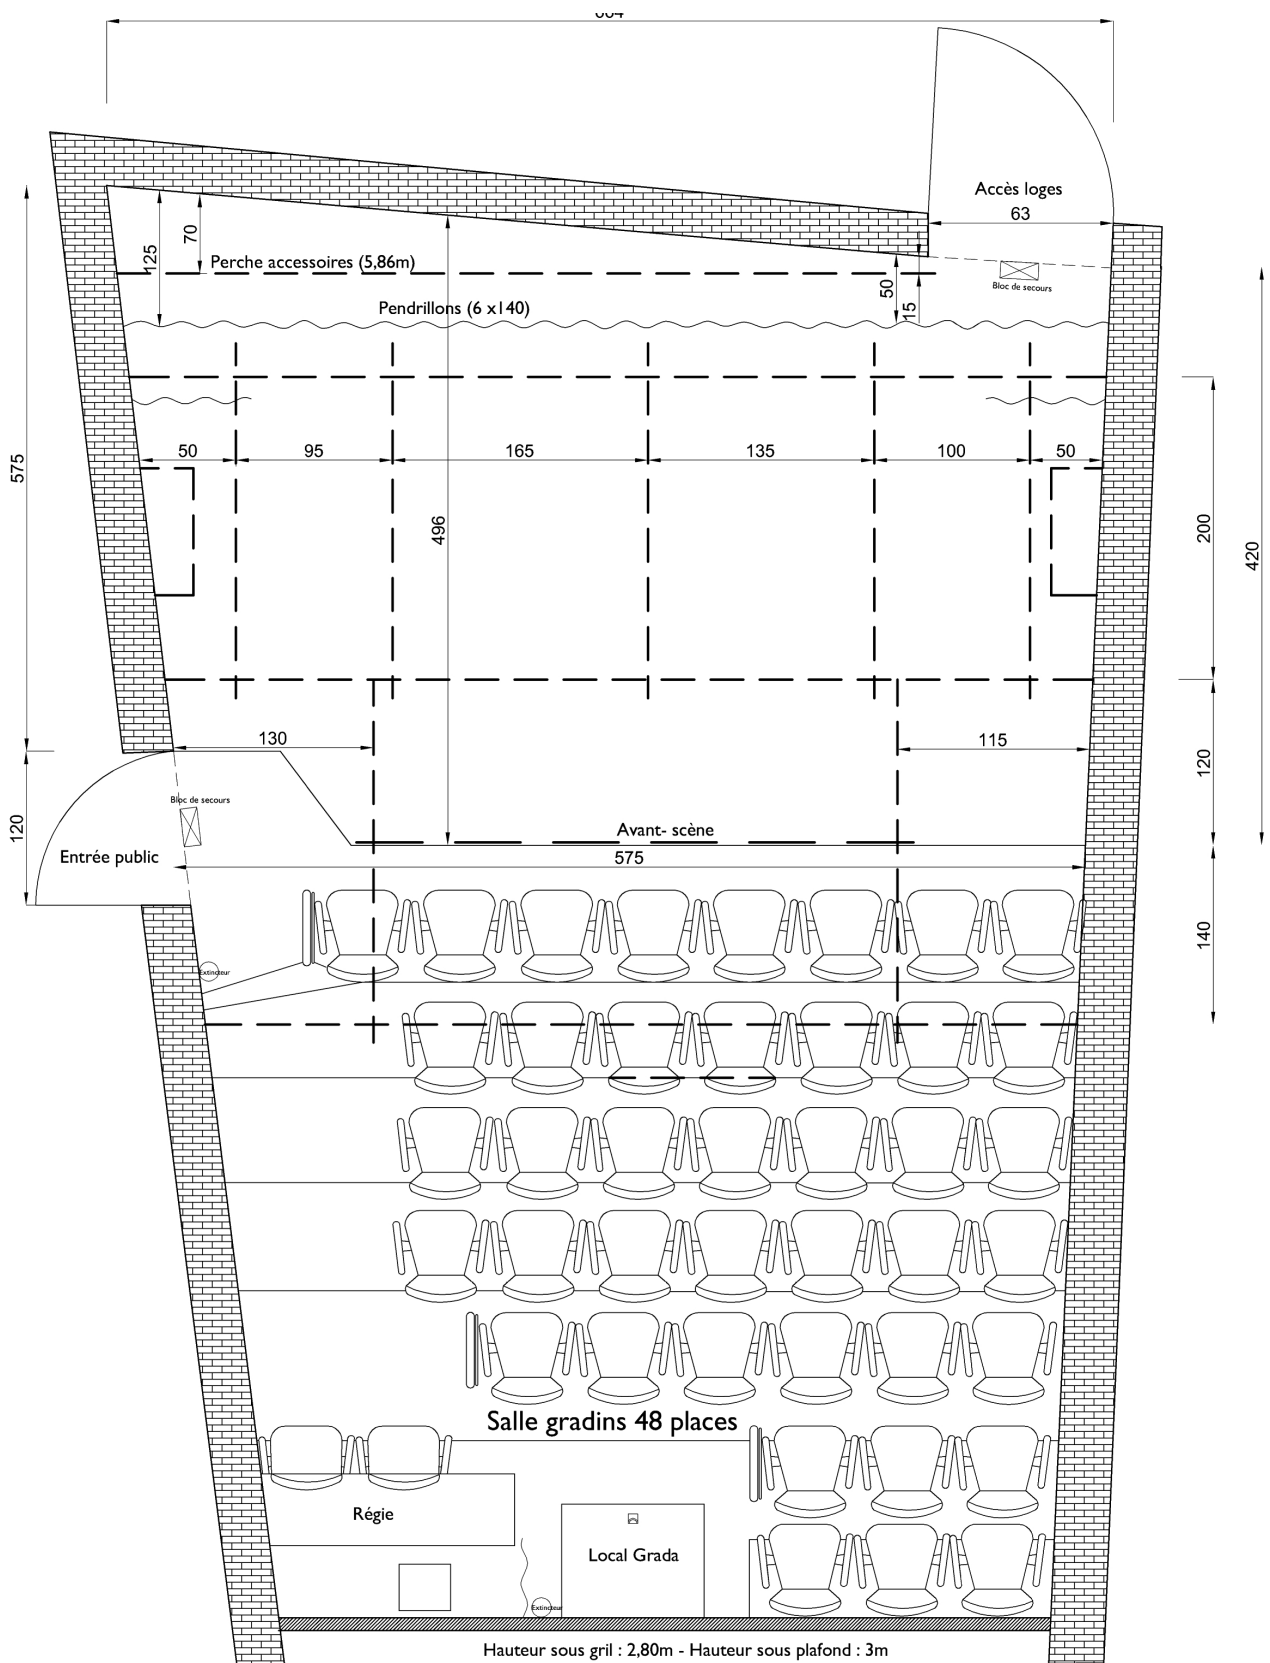 Accès loges
63
70
125
Perche accessoires (5,86m)
Bloc de secours
50
15
Pendrillons (6 x140)
50
95
165
135
100
50
575
496
200
420
130
115
120
Bloc de secours
Avant- scène
120
Entrée public
575
140
Extincteur
Salle gradins 48 places
Régie
Local Grada
Extincteur
Hauteur sous gril : 2,80m - Hauteur sous plafond : 3m